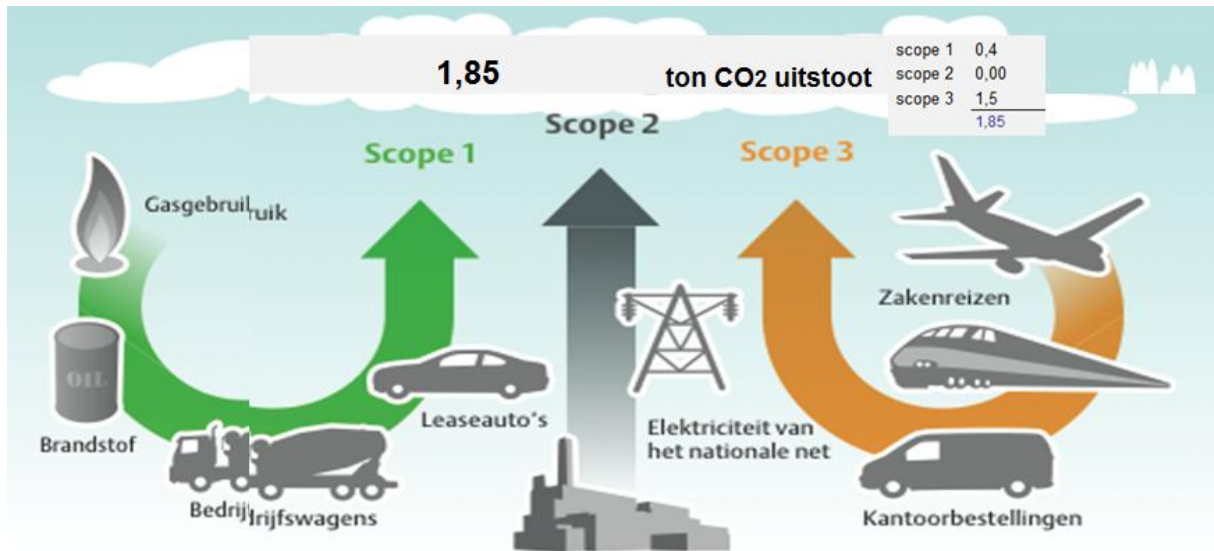 1,85 ton CO2 uitstoot
scope 1 0,4
scope 2 0,00
scope 3 1,5
1,85
Scope 2
Scope 1
Scope 3
Gasgebruil
ruik
Zakenreizen
OIL
Leaseauto's
Brandstof
Elektriciteit van
het nationale net
Bedrij
lrijfswagens
Kantoorbestellingen